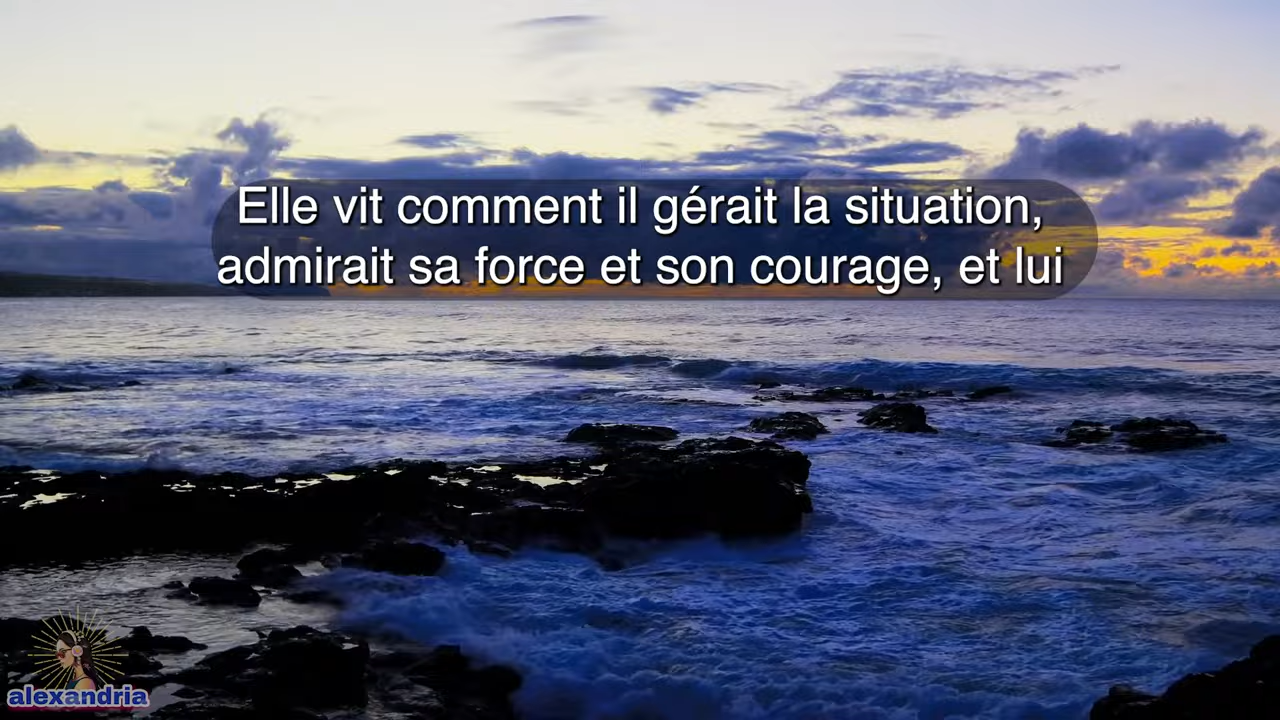 Elle vit comment il gérait la situation,
admirait sa force et son courage, et lui
alexandria